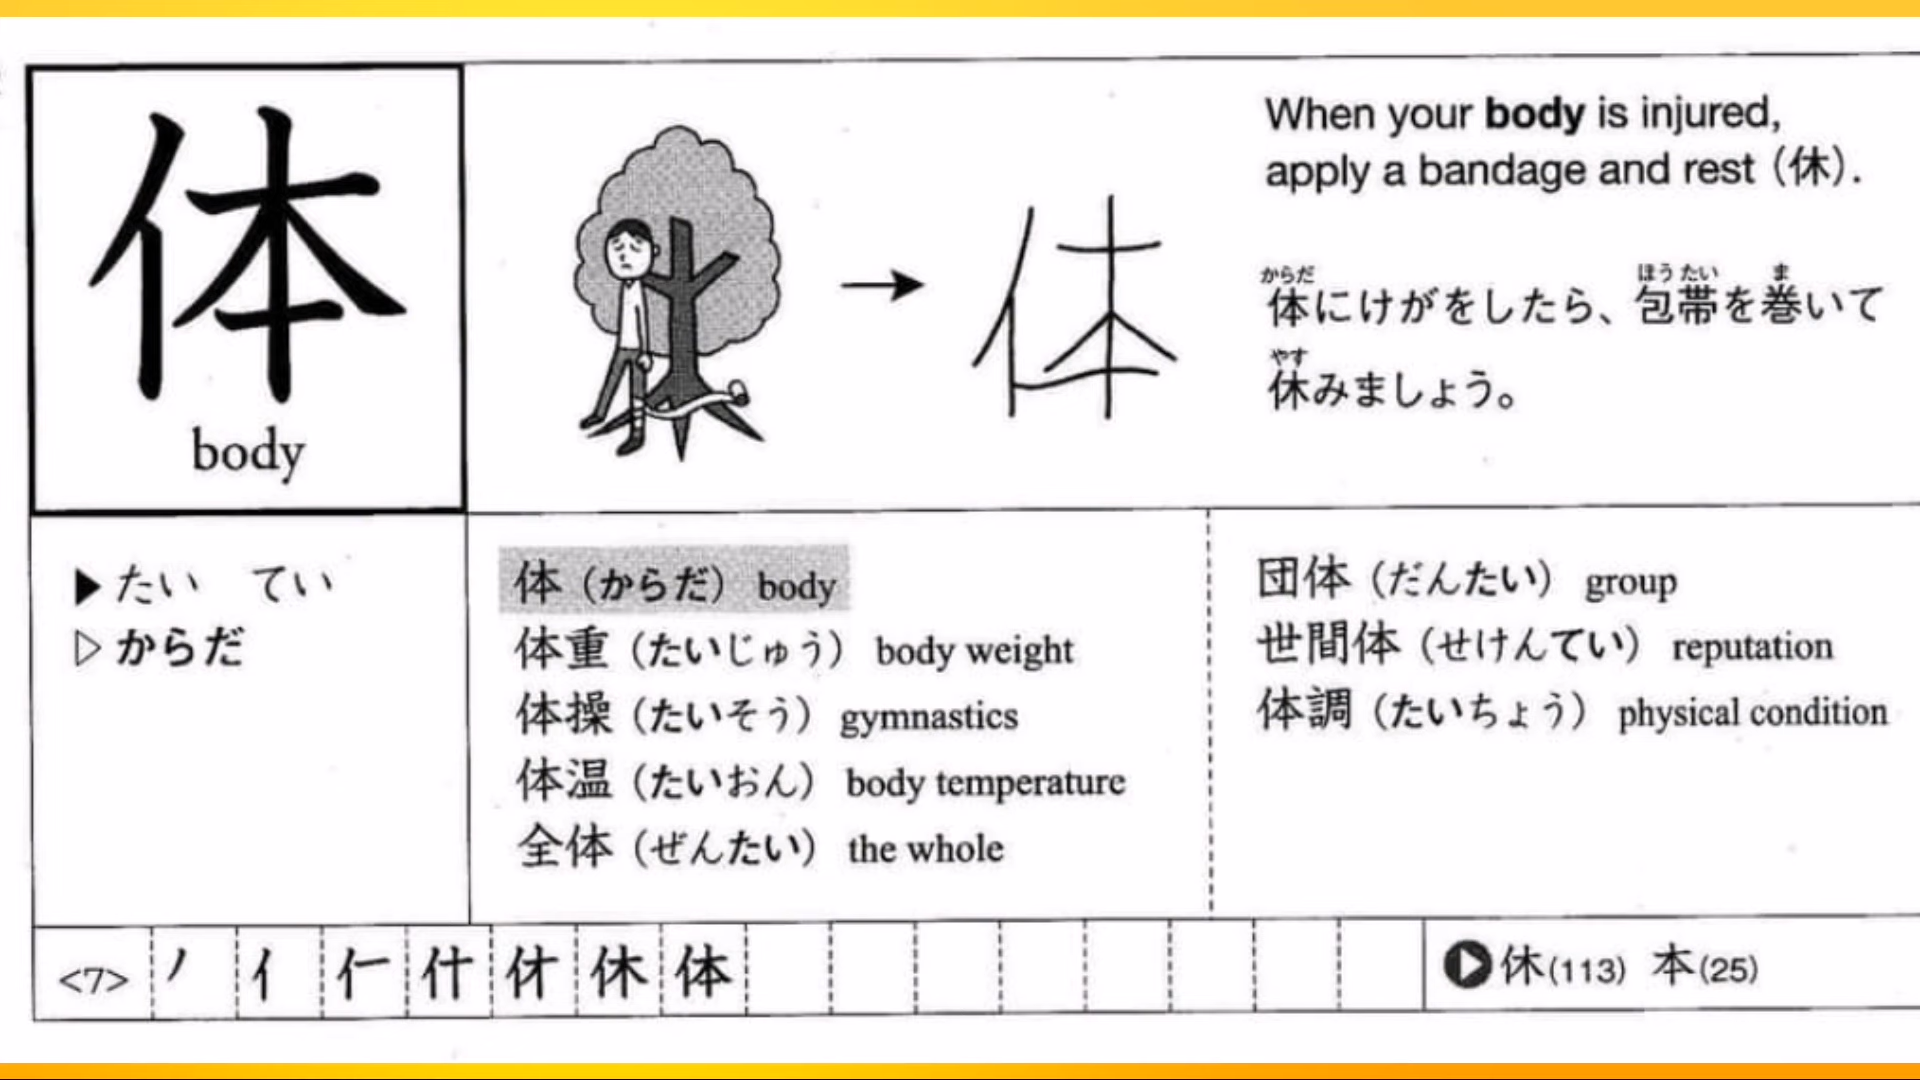 体
body
When your body is injured,
apply a bandage and rest (休).
からだ ほうたい ま
体にけがをしたら、包帯を巻いて
やす
休みましょう。
▶たい てい
▷からだ
体（からだ） body
体重（たいじゅう） body weight
体操（たいそう） gymnastics
体温（たいおん） body temperature
全体（ぜんたい） the whole
団体（だんたい） group
世間体（せけんてい） reputation
体調（たいちょう） physical condition
<7> ノ 亻 仁 什 休 休 体
休(113) 本(25)